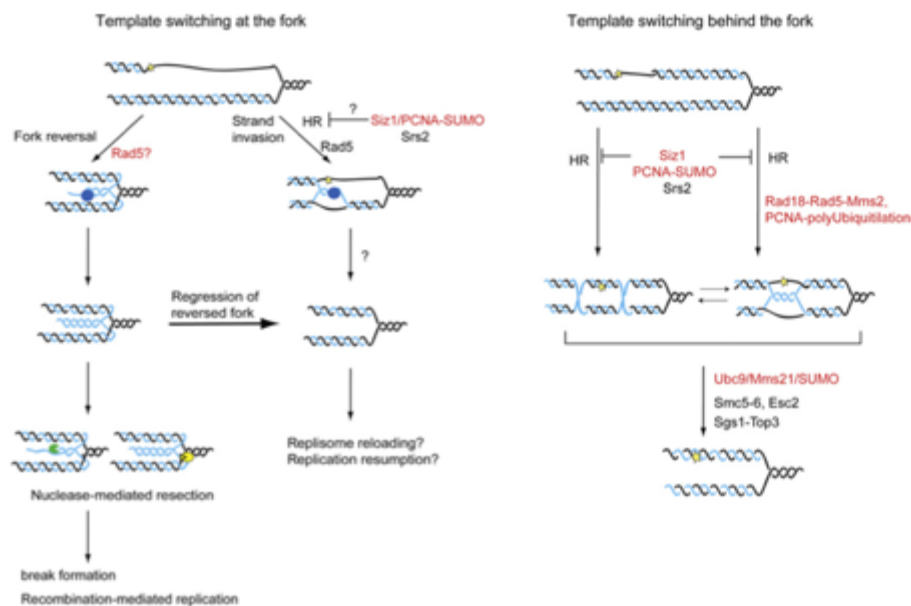 Template switching at the fork
Fork reversal
Rad5?
Strand
invasion
HR
?
Siz1/PCNA-SUMO
Srs2
Rad5
?
Regression of
reversed fork
Nuclease-mediated resection
break formation
Recombination-mediated replication
Replisome reloading?
Replication resumption?
Template switching behind the fork
HR
Siz1
PCNA-SUMO
Srs2
HR
Rad18-Rad5-Mms2,
PCNA-polyUbiquitilation
Ubc9/Mms21/SUMO
Smc5-6, Esc2
Sgs1-Top3